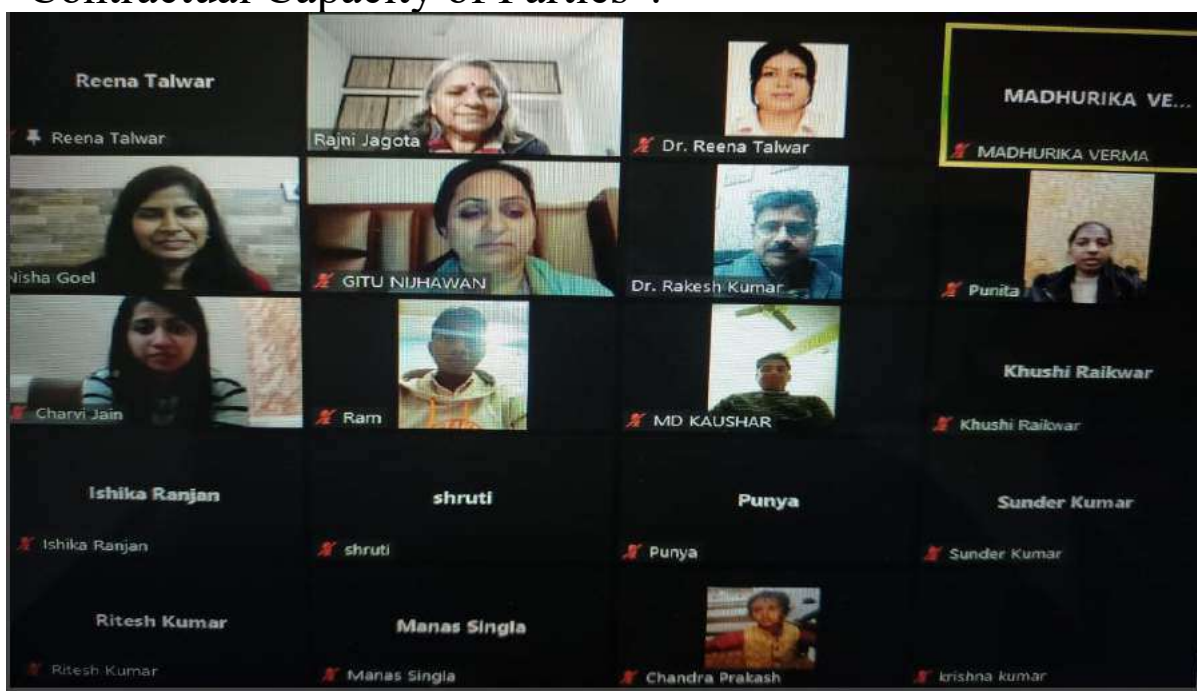 Contractual Capacity of Parties".
Reena Talwar
Reena Talwar
Rajni Jagota
Dr. Reena Talwar
MADHURIKA VE...
MADHURIKA VERMA
Nisha Goel
GITU NIJHAWAN
Dr. Rakesh Kumar
Punita
Charvi Jain
Ram
MD KAUSHAR
Khushi Raikwar
Khushi Raikwar
Ishika Ranjan
Ishika Ranjan
shruti
shruti
Punya
Punya
Sunder Kumar
Sunder Kumar
Ritesh Kumar
Ritesh Kumar
Manas Singla
Manas Singla
Chandra Prakash
krishna kumar